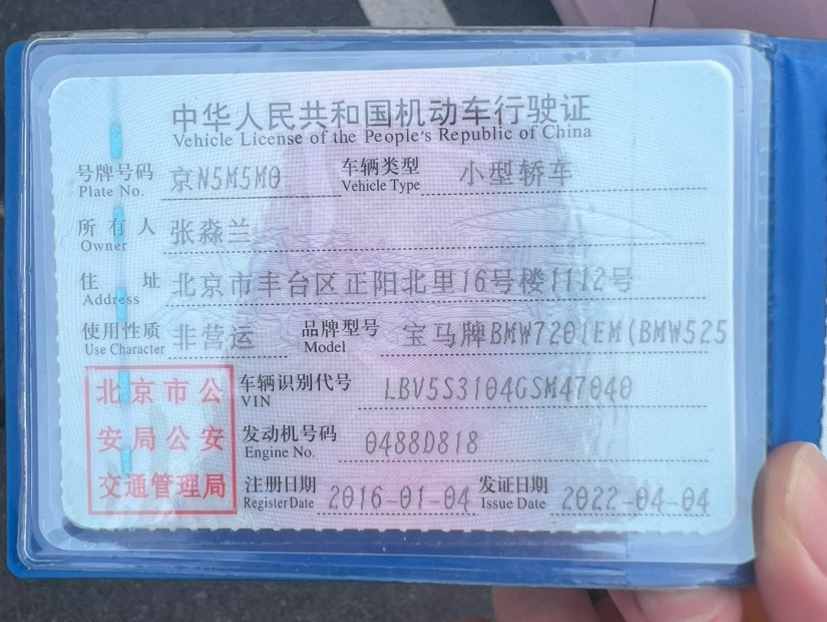 中华人民共和国机动车行驶证
Vehicle License of the People's Republic of China
号牌号码 京N5M5M0 车辆类型 小型轿车
Plate No. Vehicle Type
所有人 张淼兰
Owner
住址 北京市丰台区正阳北里16号楼1112号
Address
使用性质 非营运 品牌型号 宝马牌BMW7201EM(BMW525
Use Character Model
北京市公
安局公安
交通管理局
车辆识别代号 LBV5S3104GSM47040
VIN
发动机号码 0488D818
Engine No.
注册日期 2016-01-04 发证日期 2022-04-04
Register Date Issue Date